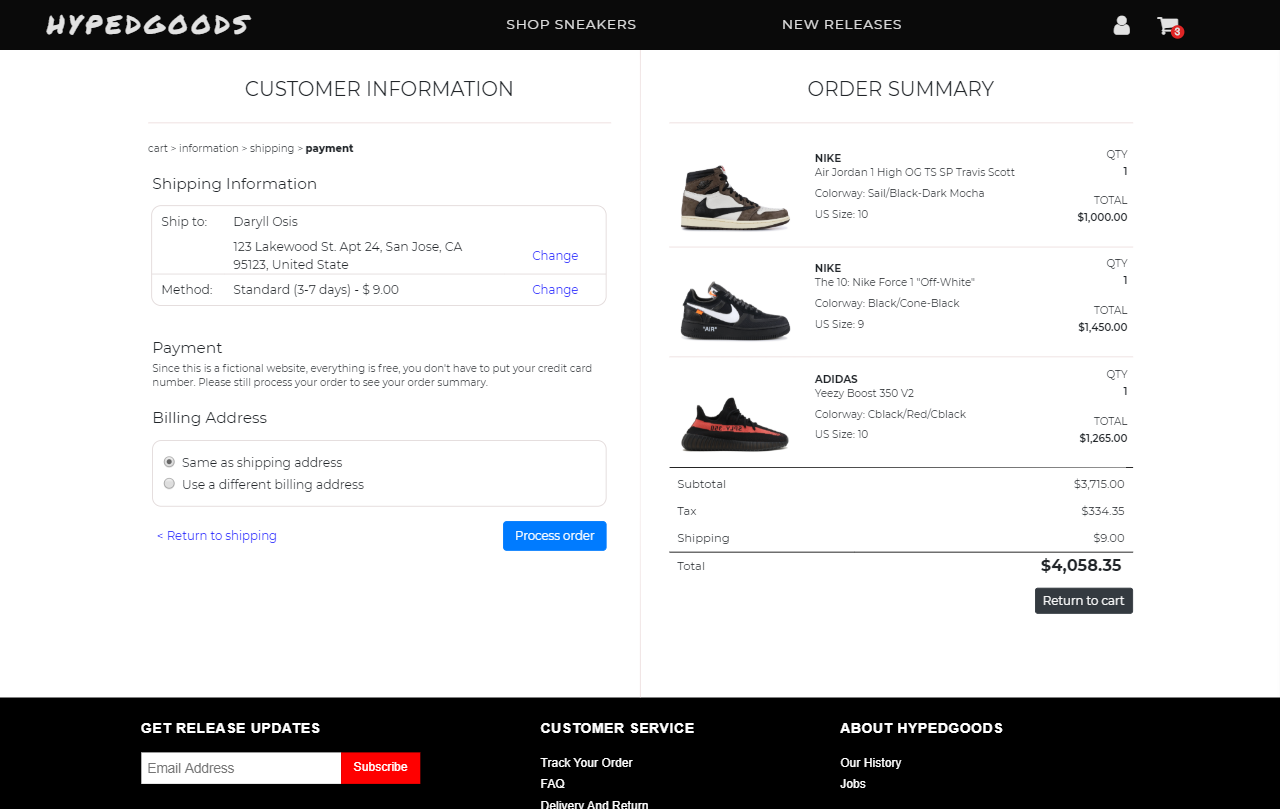 HYPEDGOODS
SHOP SNEAKERS
NEW RELEASES
3
CUSTOMER INFORMATION
cart > information > shipping > payment
Shipping Information
Ship to: Daryll Osis
123 Lakewood St. Apt 24, San Jose, CA
95123, United State
Change
Method: Standard (3-7 days) - $ 9.00 Change
Payment
Since this is a fictional website, everything is free, you don't have to put your credit card
number. Please still process your order to see your order summary.
Billing Address
Same as shipping address
Use a different billing address
< Return to shipping
Process order
ORDER SUMMARY
NIKE
Air Jordan 1 High OG TS SP Travis Scott
Colorway: Sail/Black-Dark Mocha
US Size: 10
QTY
1
TOTAL
$1,000.00
"AIR"
NIKE
The 10: Nike Force 1 "Off-White"
Colorway: Black/Cone-Black
US Size: 9
QTY
1
TOTAL
$1,450.00
ADIDAS
Yeezy Boost 350 V2
Colorway: Cblack/Red/Cblack
US Size: 10
QTY
1
TOTAL
$1,265.00
Subtotal $3,715.00
Tax $334.35
Shipping $9.00
Total $4,058.35
Return to cart
GET RELEASE UPDATES
Email Address
Subscribe
CUSTOMER SERVICE
Track Your Order
FAQ
Delivery And Return
ABOUT HYPEDGOODS
Our History
Jobs